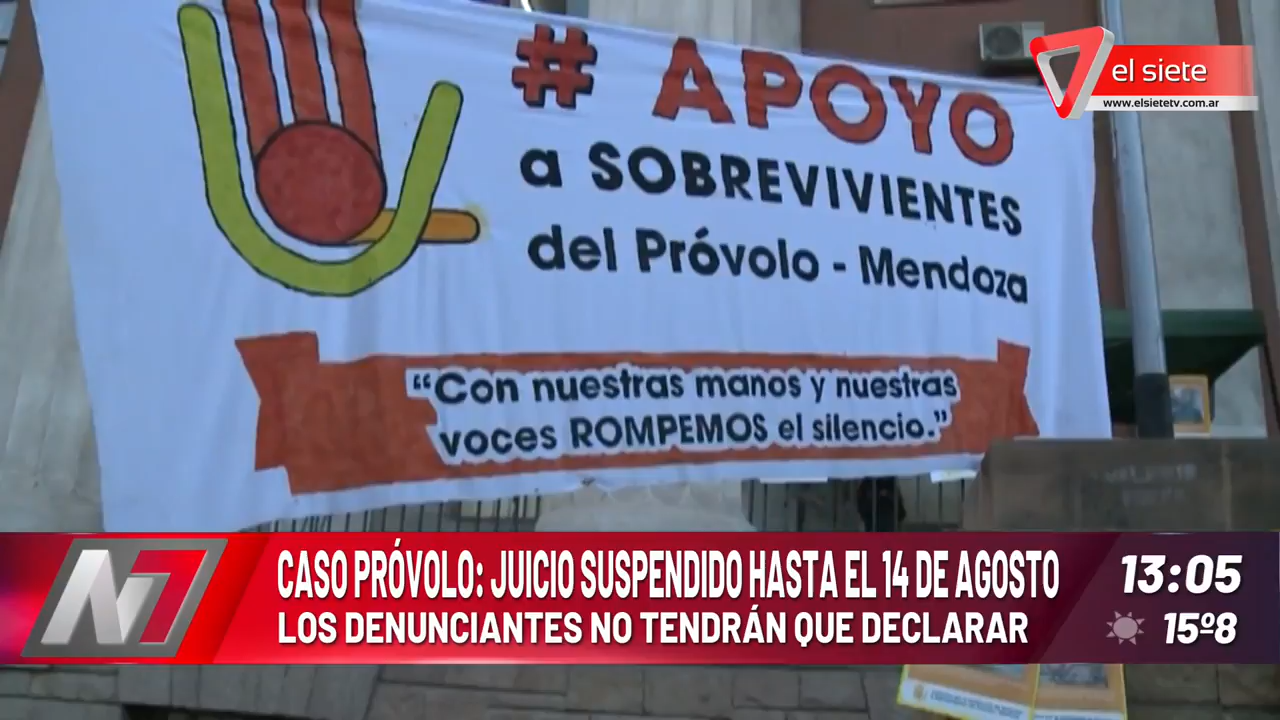 # APOYO
a SOBREVIVIENTES
del Próvolo - Mendoza
“Con nuestras manos y nuestras
voces ROMPEMOS el silencio.”
el siete
www.elsietetv.com.ar
N7
CASO PRÓVOLO: JUICIO SUSPENDIDO HASTA EL 14 DE AGOSTO
LOS DENUNCIANTES NO TENDRÁN QUE DECLARAR
13:05
15º8